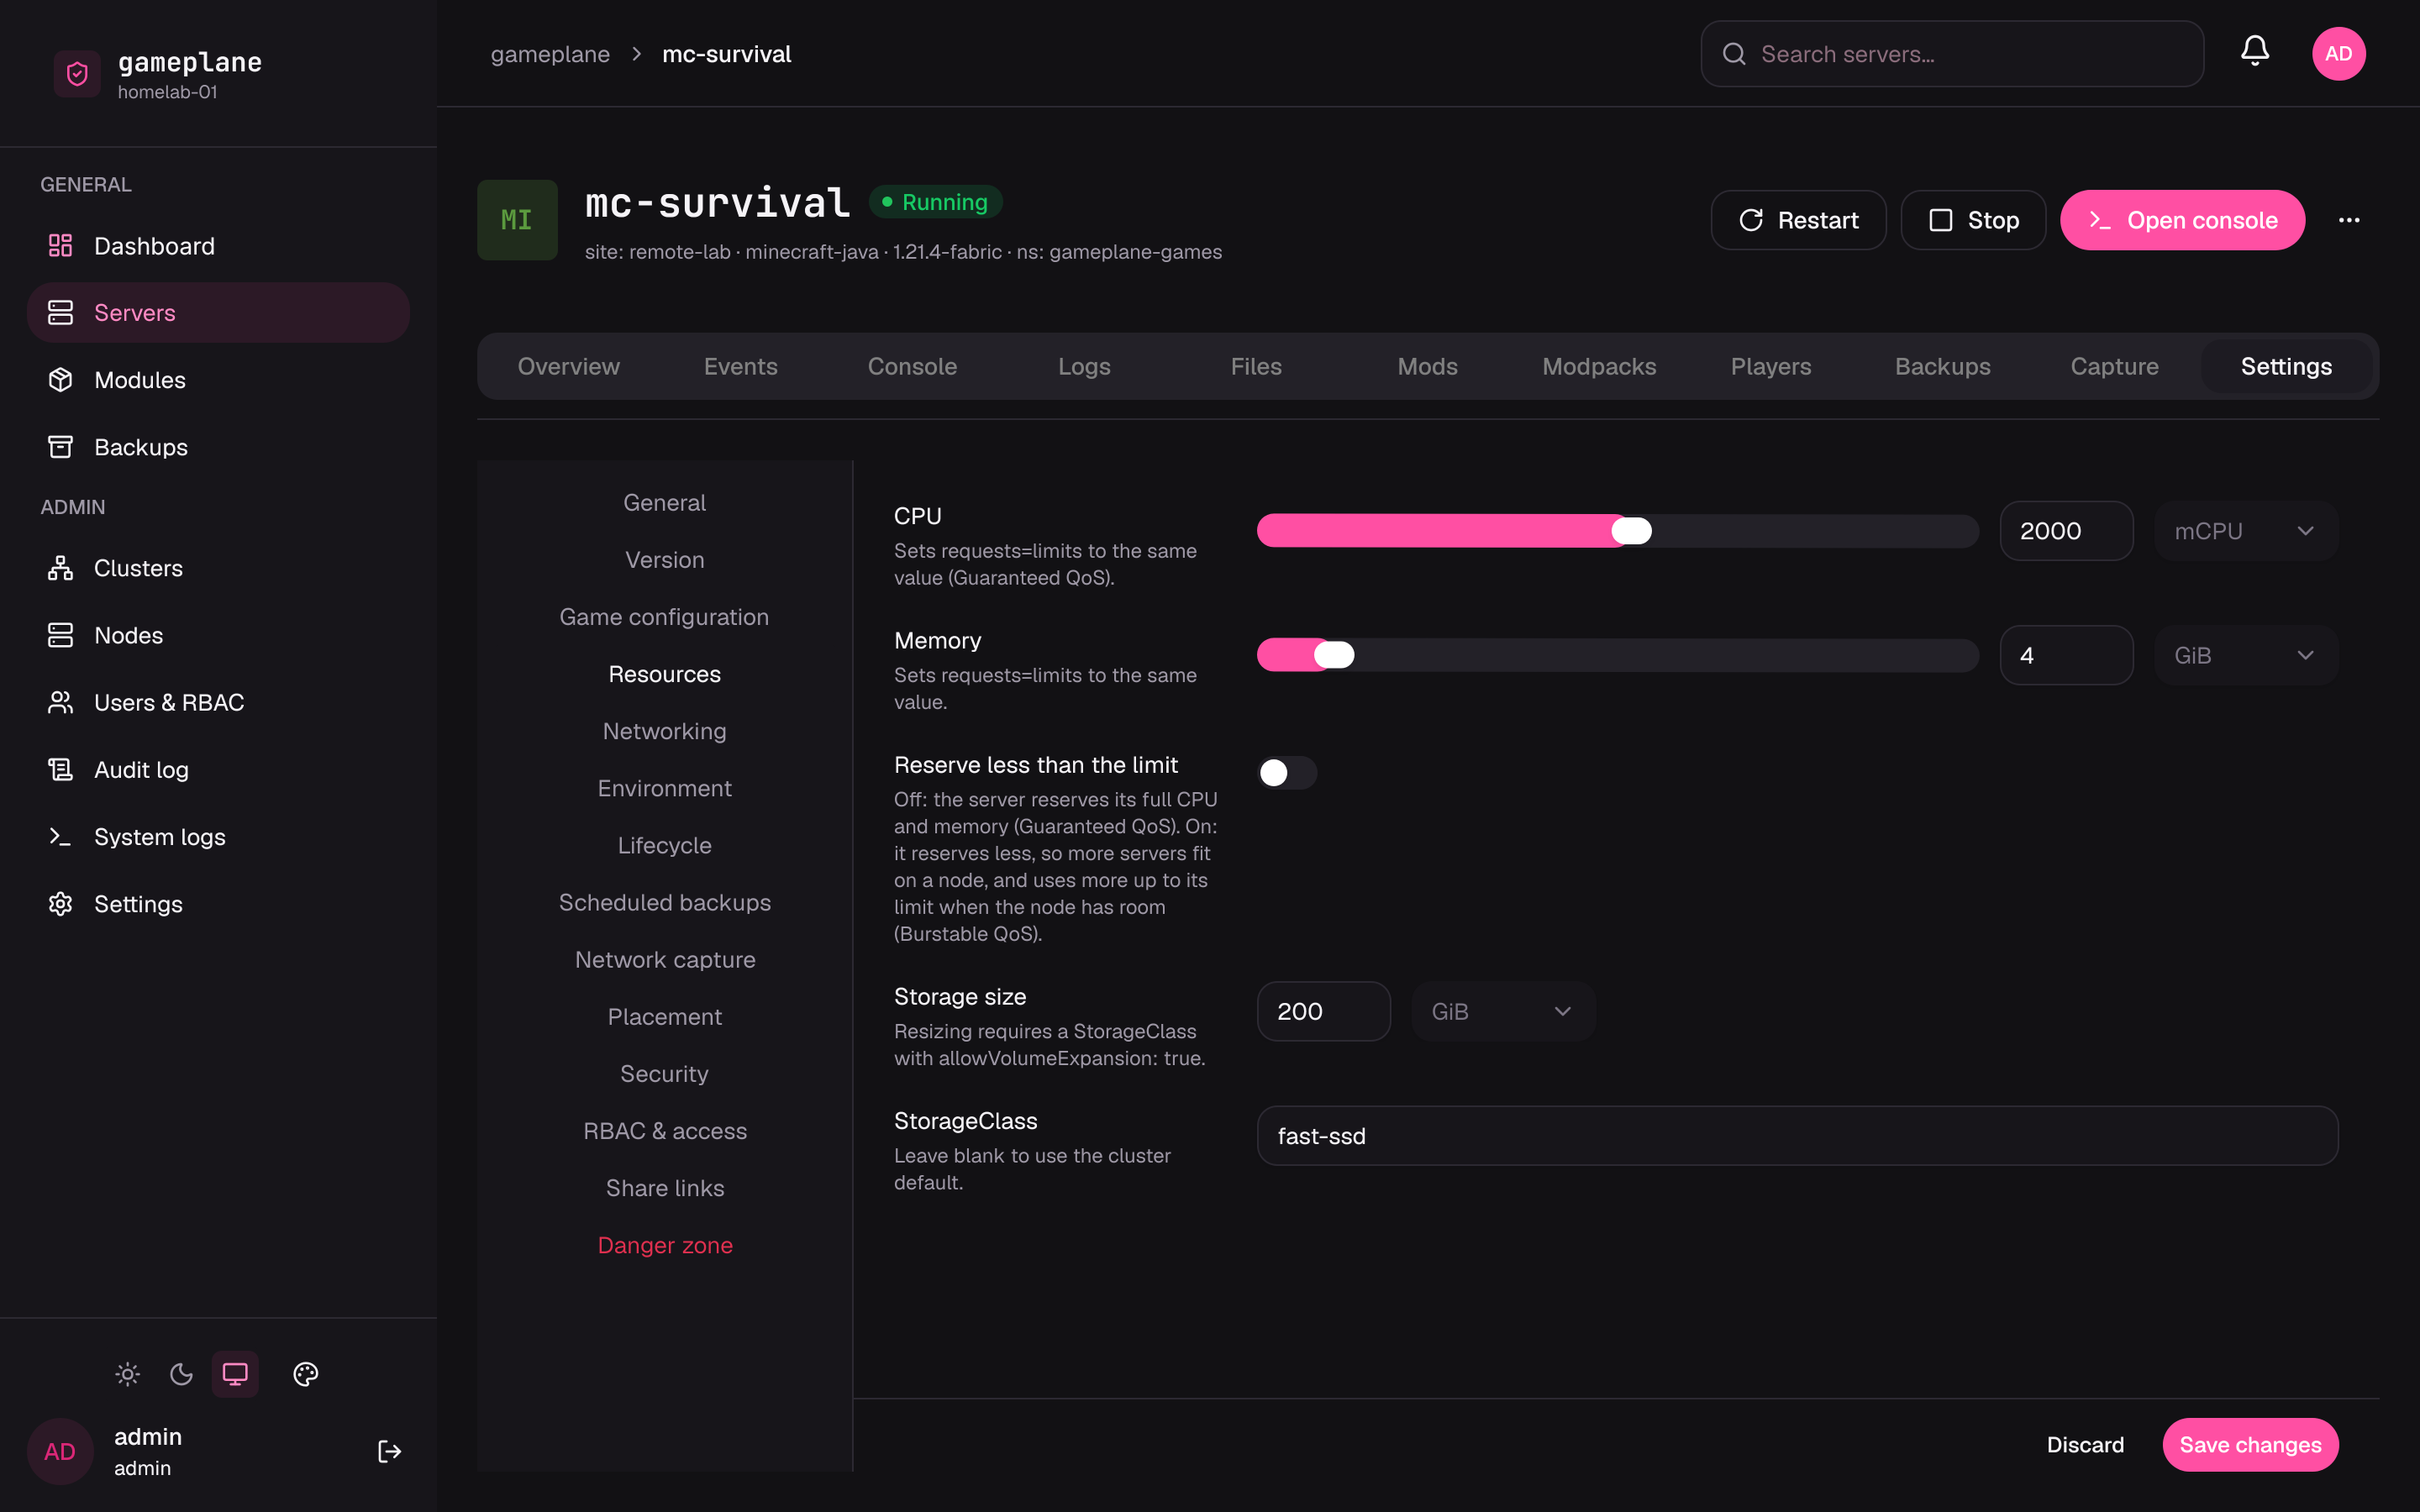 gameplane
homelab-01
GENERAL
Dashboard
Servers
Modules
Backups
ADMIN
Clusters
Nodes
Users & RBAC
Audit log
System logs
Settings
AD
admin
admin
gameplane > mc-survival
Search servers...
AD
MI
mc-survival
Running
site: remote-lab · minecraft-java · 1.21.4-fabric · ns: gameplane-games
Restart
Stop
Open console
Overview
Events
Console
Logs
Files
Mods
Modpacks
Players
Backups
Capture
Settings
General
Version
Game configuration
Resources
Networking
Environment
Lifecycle
Scheduled backups
Network capture
Placement
Security
RBAC & access
Share links
Danger zone
CPU
Sets requests=limits to the same
value (Guaranteed QoS).
2000
mCPU
Memory
Sets requests=limits to the same
value.
4
GiB
Reserve less than the limit
Off: the server reserves its full CPU
and memory (Guaranteed QoS). On:
it reserves less, so more servers fit
on a node, and uses more up to its
limit when the node has room
(Burstable QoS).
Storage size
Resizing requires a StorageClass
with allowVolumeExpansion: true.
200
GiB
StorageClass
Leave blank to use the cluster
default.
fast-ssd
Discard
Save changes